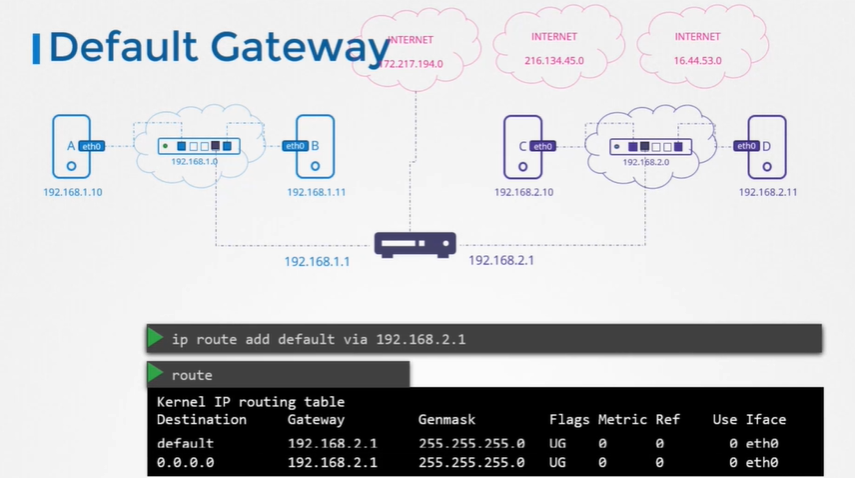 Default Gateway
INTERNET
172.217.194.0
INTERNET
216.134.45.0
INTERNET
16.44.53.0
A eth0
192.168.1.10
192.168.1.0
eth0 B
192.168.1.11
C eth0
192.168.2.10
192.168.2.0
eth0 D
192.168.2.11
192.168.1.1
192.168.2.1
ip route add default via 192.168.2.1
route
Kernel IP routing table
Destination Gateway Genmask Flags Metric Ref Use Iface
default 192.168.2.1 255.255.255.0 UG 0 0 0 eth0
0.0.0.0 192.168.2.1 255.255.255.0 UG 0 0 0 eth0